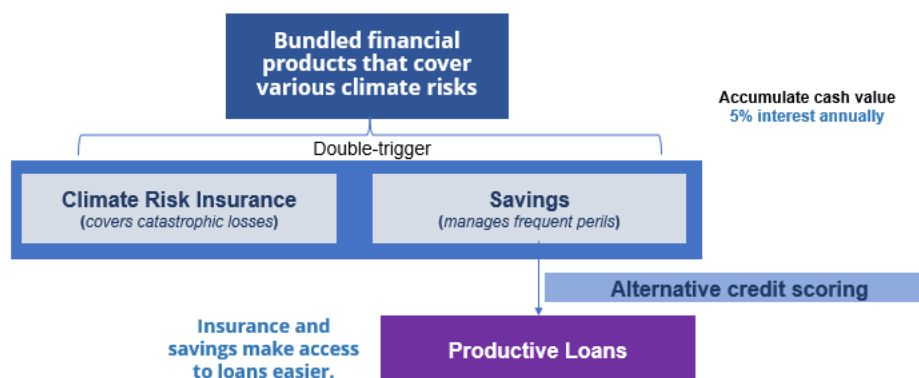 Bundled financial
products that cover
various climate risks
Accumulate cash value
5% interest annually
Double-trigger
Climate Risk Insurance
(covers catastrophic losses)
Savings
(manages frequent perils)
Alternative credit scoring
Insurance and
savings make access
to loans easier.
Productive Loans